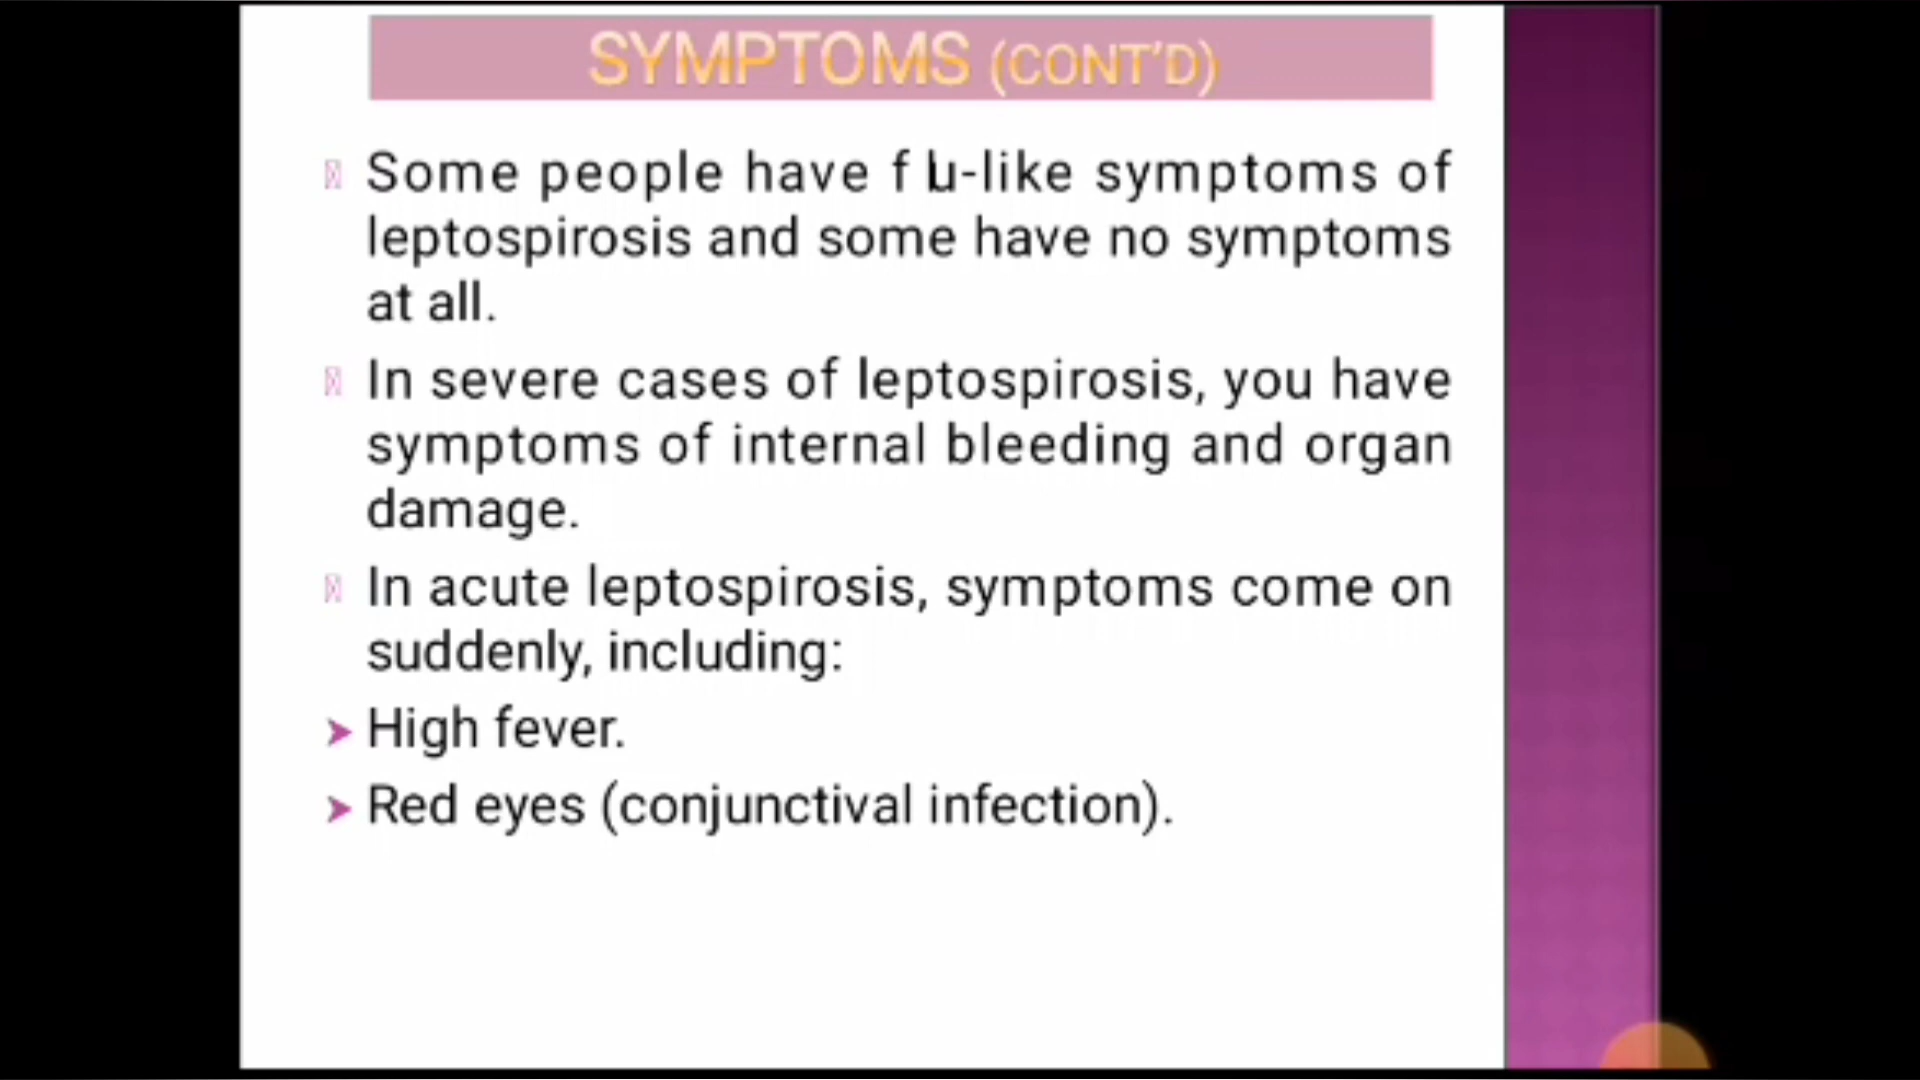 SYMPTOMS (CONT'D)
Some people have flu-like symptoms of
leptospirosis and some have no symptoms
at all.
In severe cases of leptospirosis, you have
symptoms of internal bleeding and organ
damage.
In acute leptospirosis, symptoms come on
suddenly, including:
➤ High fever.
➤ Red eyes (conjunctival infection).